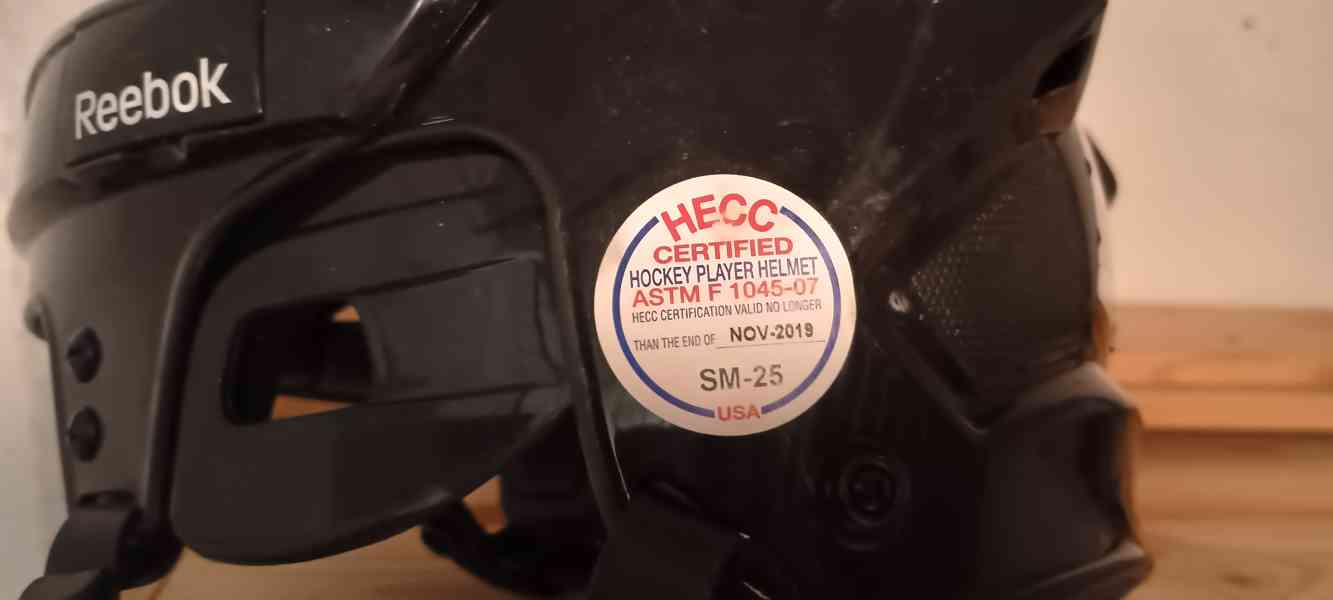 Reebok
HECC
CERTIFIED
HOCKEY PLAYER HELMET
ASTM F 1045-07
HECC CERTIFICATION VALID NO LONGER
THAN THE END OF NOV-2019
SM-25
USA